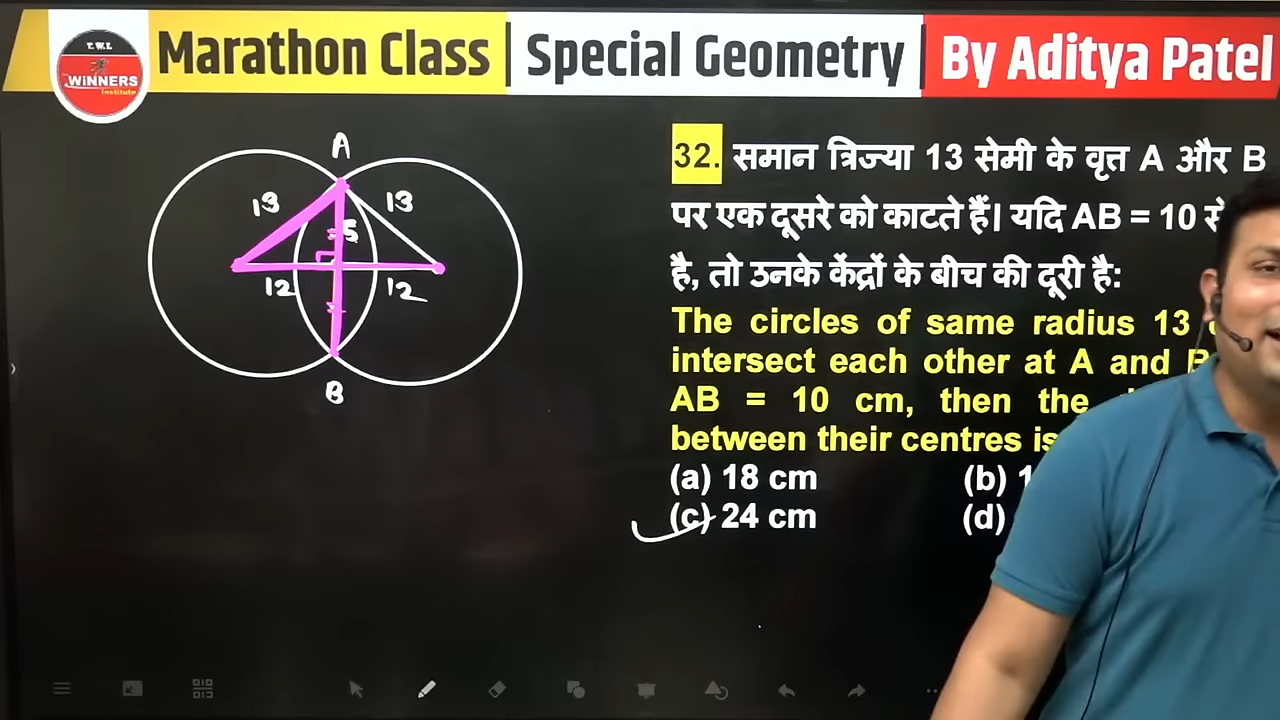 T.W.I.
WINNERS
Institute
Marathon Class | Special Geometry | By Aditya Patel
A
13 13
5
12 12
B
32. समान त्रिज्या 13 सेमी के वृत्त A और B
पर एक दूसरे को काटते हैं। यदि AB = 10
है, तो उनके केंद्रों के बीच की दूरी है:
The circles of same radius 13
intersect each other at A and B
AB = 10 cm, then the
between their centres is
(a) 18 cm (b)
(c) 24 cm (d)